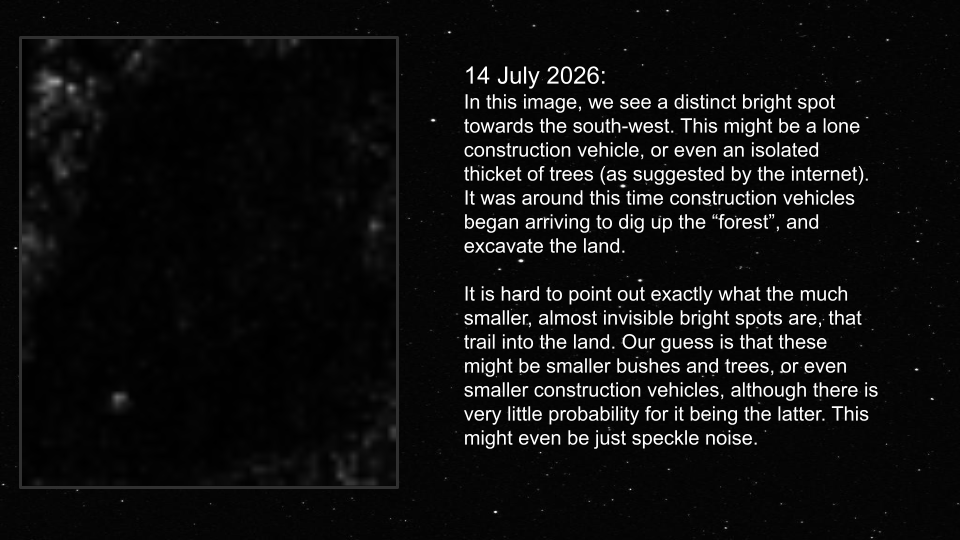 14 July 2026:
In this image, we see a distinct bright spot
towards the south-west. This might be a lone
construction vehicle, or even an isolated
thicket of trees (as suggested by the internet).
It was around this time construction vehicles
began arriving to dig up the “forest”, and
excavate the land.
It is hard to point out exactly what the much
smaller, almost invisible bright spots are, that
trail into the land. Our guess is that these
might be smaller bushes and trees, or even
smaller construction vehicles, although there is
very little probability for it being the latter. This
might even be just speckle noise.